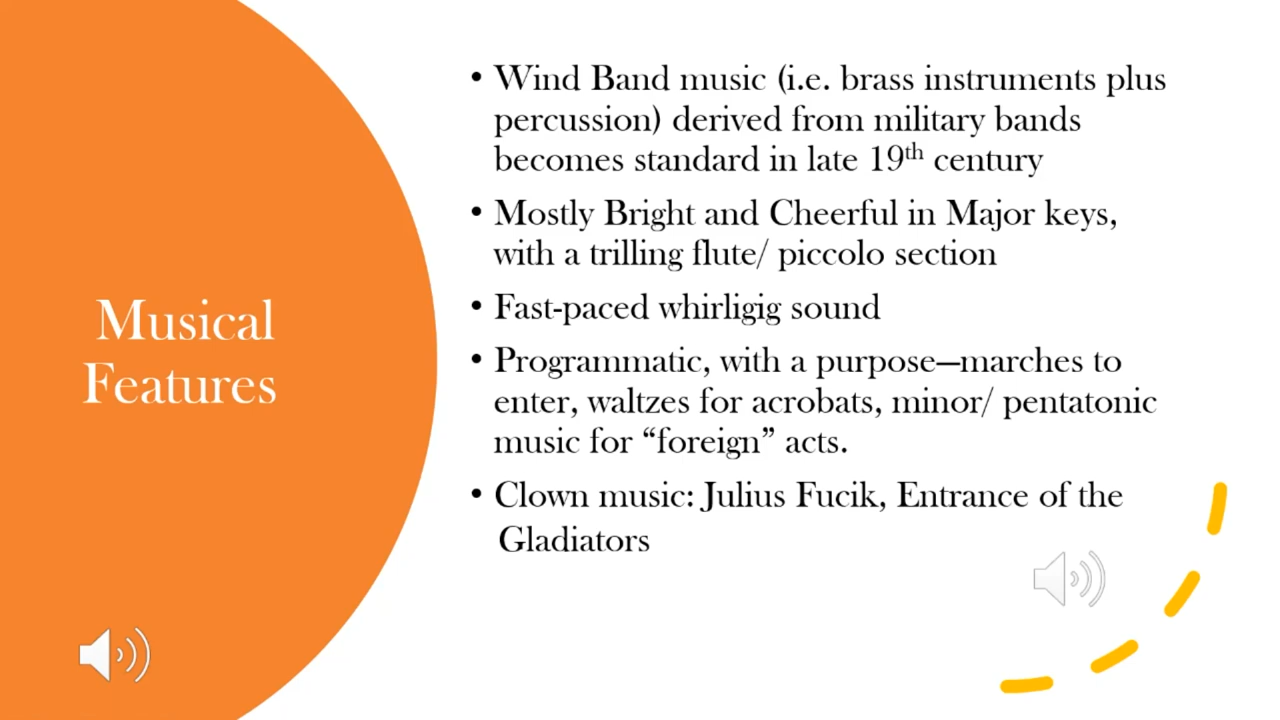 Musical
Features
• Wind Band music (i.e. brass instruments plus
percussion) derived from military bands
becomes standard in late 19th century
• Mostly Bright and Cheerful in Major keys,
with a trilling flute/ piccolo section
• Fast-paced whirligig sound
• Programmatic, with a purpose—marches to
enter, waltzes for acrobats, minor/ pentatonic
music for “foreign” acts.
• Clown music: Julius Fucik, Entrance of the
Gladiators